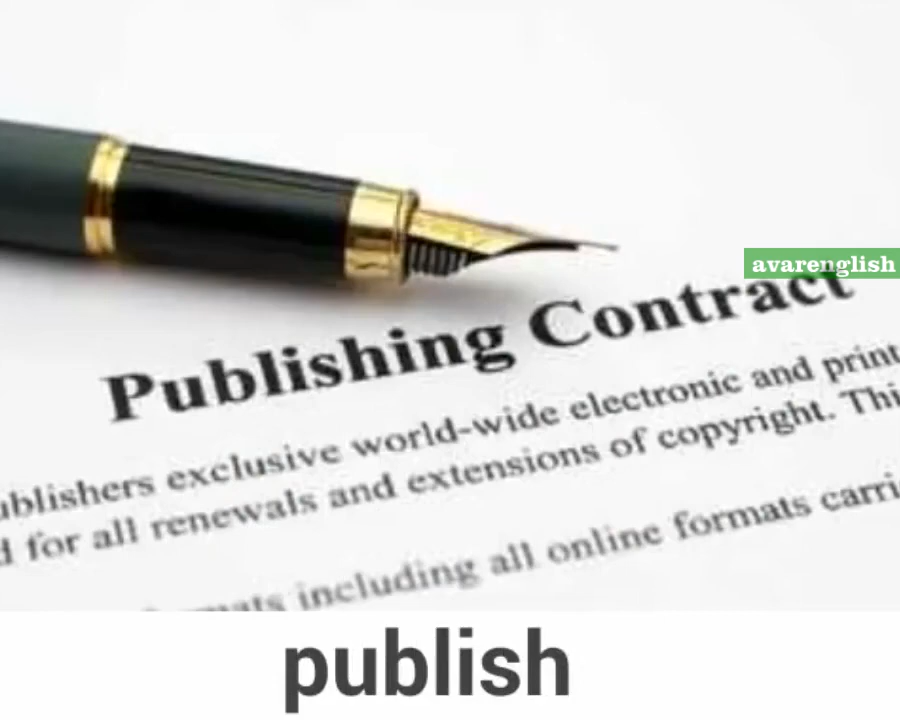 avarenglish
Publishing Contract
ublishers exclusive world-wide electronic and print
d for all renewals and extensions of copyright. Thi
including all online formats carri
publish